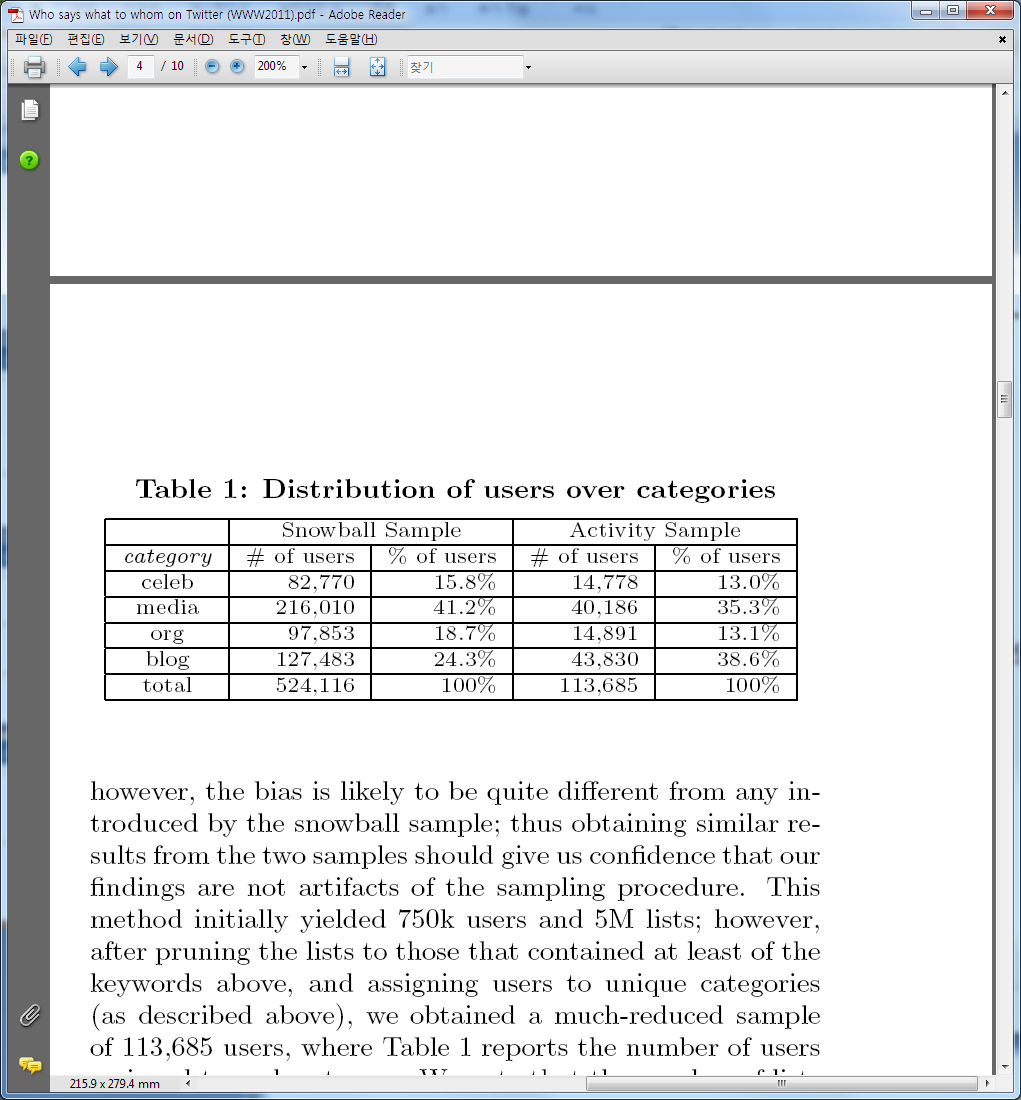 Who says what to whom on Twitter (WWW2011).pdf - Adobe Reader
파일(F) 편집(E) 보기(V) 문서(D) 도구(T) 창(W) 도움말(H)
4 / 10 200% 찾기
Table 1: Distribution of users over categories
Snowball Sample Activity Sample
category # of users % of users # of users % of users
celeb 82,770 15.8% 14,778 13.0%
media 216,010 41.2% 40,186 35.3%
org 97,853 18.7% 14,891 13.1%
blog 127,483 24.3% 43,830 38.6%
total 524,116 100% 113,685 100%
however, the bias is likely to be quite different from any in-
troduced by the snowball sample; thus obtaining similar re-
sults from the two samples should give us confidence that our
findings are not artifacts of the sampling procedure. This
method initially yielded 750k users and 5M lists; however,
after pruning the lists to those that contained at least of the
keywords above, and assigning users to unique categories
(as described above), we obtained a much-reduced sample
of 113,685 users, where Table 1 reports the number of users
215.9 x 279.4 mm